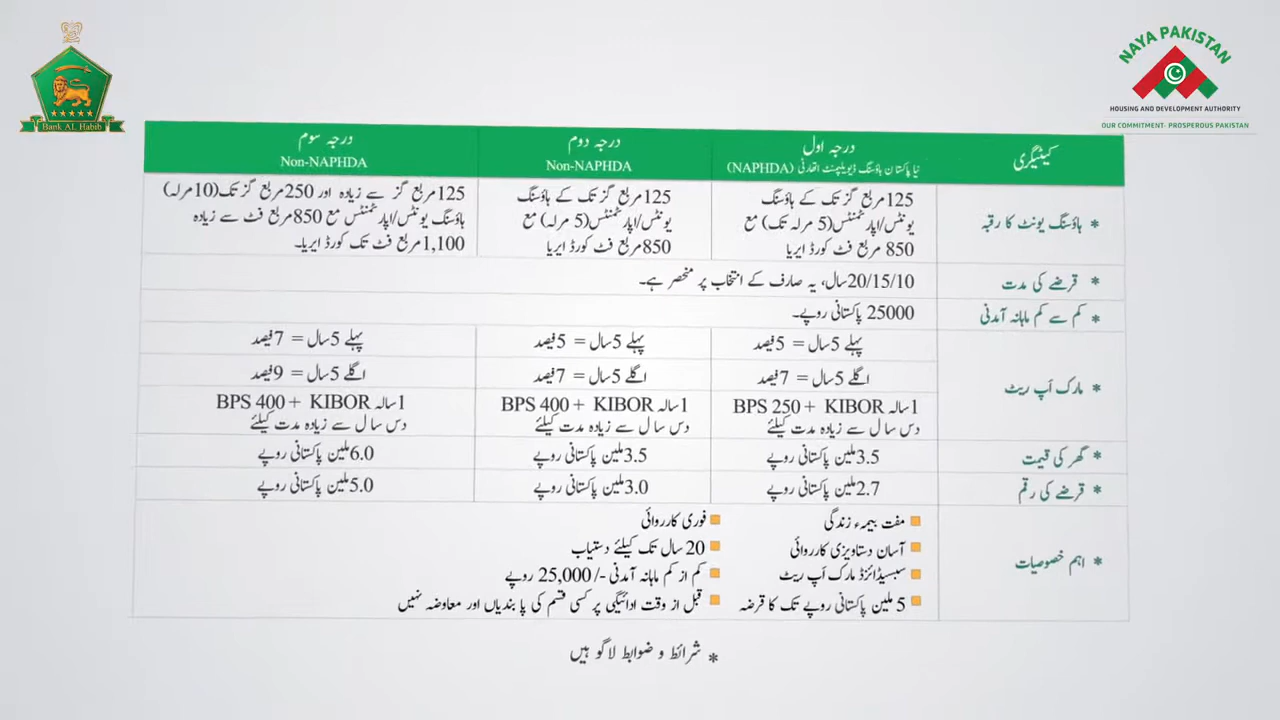 Bank AL Habib
NAYA PAKISTAN
HOUSING AND DEVELOPMENT AUTHORITY
OUR COMMITMENT- PROSPEROUS PAKISTAN
کیٹیگری
درجہ اول
نیا پاکستان ہاؤسنگ ڈیویلپمنٹ اتھارٹی (NAPHDA)
درجہ دوم
Non-NAPHDA
درجہ سوم
Non-NAPHDA
* ہاؤسنگ یونٹ کا رقبہ
125 مربع گز تک کے ہاؤسنگ
یونٹس/اپارٹمنٹس(5 مرلہ تک) مع
850 مربع فٹ کورڈ ایریا
125 مربع گز تک کے ہاؤسنگ
یونٹس/اپارٹمنٹس(5 مرلہ) مع
850 مربع فٹ کورڈ ایریا
125 مربع گز سے زیادہ اور 250 مربع گز تک(10 مرلہ)
ہاؤسنگ یونٹس/اپارٹمنٹس مع 850 مربع فٹ سے زیادہ
1,100 مربع فٹ تک کورڈ ایریا۔
* قرضے کی مدت
20/15/10 سال، یہ صارف کے انتخاب پر منحصر ہے۔
* کم سے کم ماہانہ آمدنی
25000 پاکستانی روپے۔
* مارک اَپ ریٹ
پہلے 5 سال = 5 فیصد
پہلے 5 سال = 5 فیصد
پہلے 5 سال = 7 فیصد
اگلے 5 سال = 7 فیصد
اگلے 5 سال = 7 فیصد
اگلے 5 سال = 9 فیصد
1 سالہ BPS 250 + KIBOR
دس سال سے زیادہ مدت کیلئے
1 سالہ BPS 400 + KIBOR
دس سال سے زیادہ مدت کیلئے
1 سالہ BPS 400 + KIBOR
دس سال سے زیادہ مدت کیلئے
* گھر کی قیمت
3.5 ملین پاکستانی روپے
3.5 ملین پاکستانی روپے
6.0 ملین پاکستانی روپے
* قرضے کی رقم
2.7 ملین پاکستانی روپے
3.0 ملین پاکستانی روپے
5.0 ملین پاکستانی روپے
* اہم خصوصیات
مفت بیمہء زندگی
آسان دستاویزی کارروائی
سبسیڈائزڈ مارک اَپ ریٹ
5 ملین پاکستانی روپے تک کا قرضہ
فوری کارروائی
20 سال تک کیلئے دستیاب
کم از کم ماہانہ آمدنی -/25,000 روپے
قبل از وقت ادائیگی پر کسی قسم کی پابندیاں اور معاوضہ نہیں
* شرائط و ضوابط لاگو ہیں